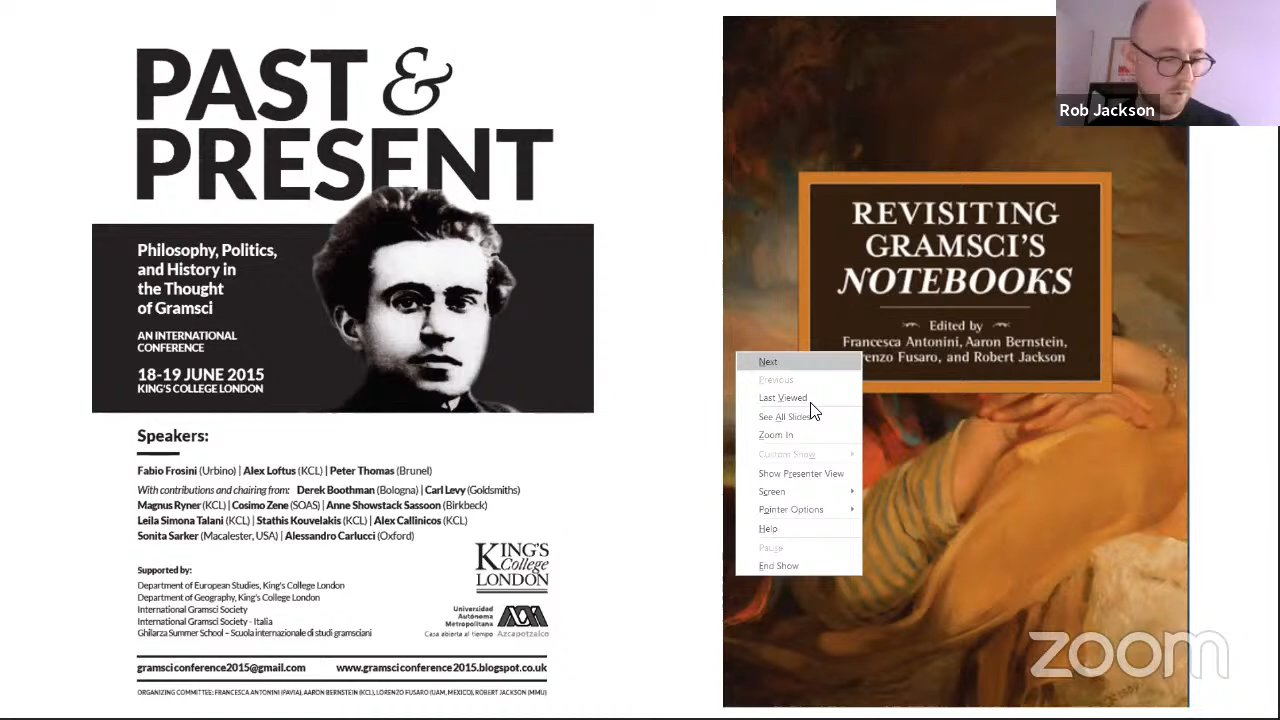 PAST &
PRESENT
Philosophy, Politics,
and History in
the Thought
of Gramsci
AN INTERNATIONAL
CONFERENCE
18-19 JUNE 2015
KING'S COLLEGE LONDON
Speakers:
Fabio Frosini (Urbino) | Alex Loftus (KCL) | Peter Thomas (Brunel)
With contributions and chairing from: Derek Boothman (Bologna) | Carl Levy (Goldsmiths)
Magnus Ryner (KCL) | Cosimo Zene (SOAS) | Anne Showstack Sassoon (Birkbeck)
Leila Simona Talani (KCL) | Stathis Kouvelakis (KCL) | Alex Callinicos (KCL)
Sonita Sarker (Macalester, USA) | Alessandro Carlucci (Oxford)
Supported by:
Department of European Studies, King's College London
Department of Geography, King's College London
International Gramsci Society
International Gramsci Society - Italia
Ghilarza Summer School – Scuola internazionale di studi gramsciani
KING'S
College
LONDON
Universidad
Autónoma
Metropolitana
Casa abierta al tiempo Azcapotzalco
gramsciconference2015@gmail.com www.gramsciconference2015.blogspot.co.uk
ORGANIZING COMMITTEE: FRANCESCA ANTONINI (PAVIA), AARON BERNSTEIN (KCL), LORENZO FUSARO (UAM, MEXICO), ROBERT JACKSON (MMU)
REVISITING
GRAMSCI'S
NOTEBOOKS
Edited by
Francesca Antonini, Aaron Bernstein,
renzo Fusaro, and Robert Jackson
Next
Previous
Last Viewed
See All Slides
Zoom In
Custom Show
Show Presenter View
Screen
Pointer Options
Help
Pause
End Show
Rob Jackson
zoom